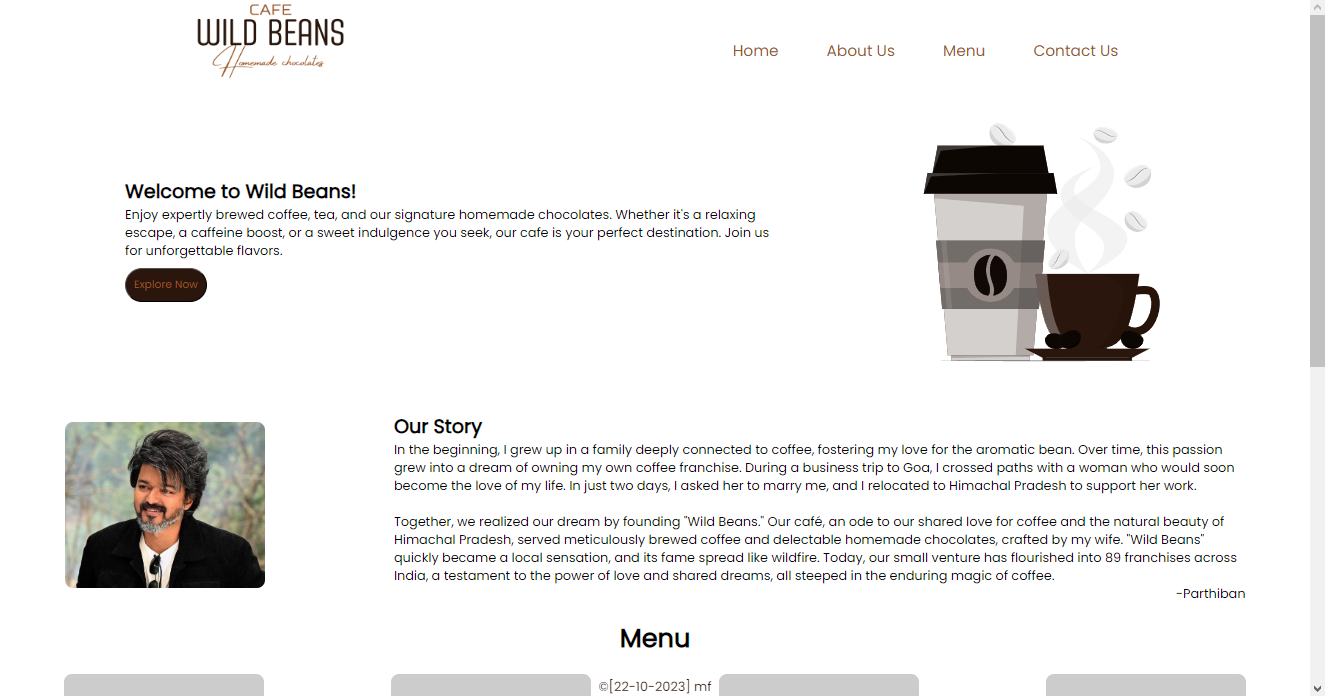 CAFE
WILD BEANS
Homemade chocolates
Home
About Us
Menu
Contact Us
Welcome to Wild Beans!
Enjoy expertly brewed coffee, tea, and our signature homemade chocolates. Whether it's a relaxing
escape, a caffeine boost, or a sweet indulgence you seek, our cafe is your perfect destination. Join us
for unforgettable flavors.
Explore Now
Our Story
In the beginning, I grew up in a family deeply connected to coffee, fostering my love for the aromatic bean. Over time, this passion
grew into a dream of owning my own coffee franchise. During a business trip to Goa, I crossed paths with a woman who would soon
become the love of my life. In just two days, I asked her to marry me, and I relocated to Himachal Pradesh to support her work.
Together, we realized our dream by founding "Wild Beans." Our café, an ode to our shared love for coffee and the natural beauty of
Himachal Pradesh, served meticulously brewed coffee and delectable homemade chocolates, crafted by my wife. "Wild Beans"
quickly became a local sensation, and its fame spread like wildfire. Today, our small venture has flourished into 89 franchises across
India, a testament to the power of love and shared dreams, all steeped in the enduring magic of coffee.
-Parthiban
Menu
©[22-10-2023] mf